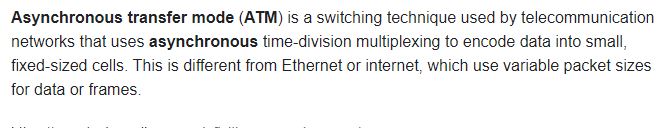 Asynchronous transfer mode (ATM) is a switching technique used by telecommunication
networks that uses asynchronous time-division multiplexing to encode data into small,
fixed-sized cells. This is different from Ethernet or internet, which use variable packet sizes
for data or frames.